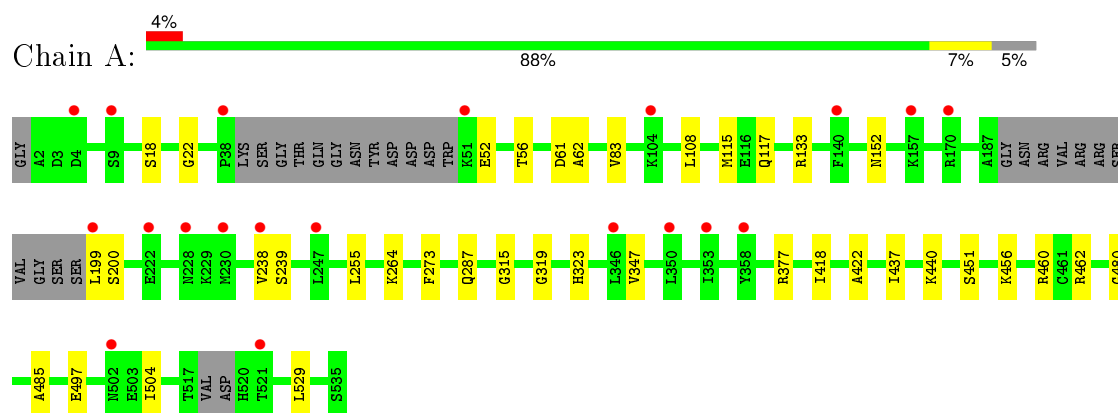 4%
Chain A:
88% 7% 5%
GLY A2 D3 D4 S9 S18 G22 P38 LYS SER GLY THR GLN GLY ASN TYR ASP ASP ASP TRP K51 E52 T56 D61 A62 V83 K104 L108 M115 E116 Q117 R133 F140 N152 K157 R170 A187 GLY ASN ARG VAL ARG ARG SER
VAL GLY SER SER L199 S200 E222 N228 K229 M230 V238 S239 L247 L255 K264 F273 Q287 G315 G319 H323 L346 V347 L350 I353 Y358 R377 I418 A422 I437 K440 S451 K456 R460 C461 R462
A485 E497 N502 E503 I504 T517 VAL ASP H520 T521 L529 S535